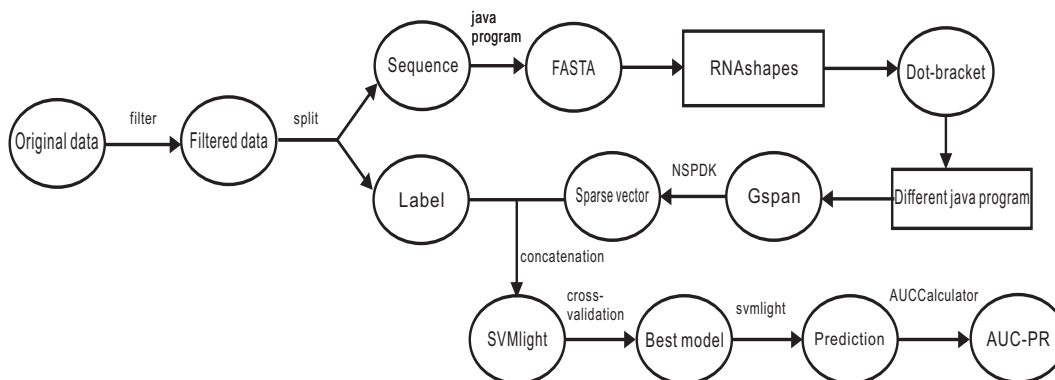 Original data
filter
Filtered data
split
Sequence
java
program
FASTA
RNAshapes
Dot-bracket
Different java program
Gspan
NSPDK
Sparse vector
Label
concatenation
SVMlight
cross-
validation
Best model
svmlight
Prediction
AUCCalculator
AUC-PR